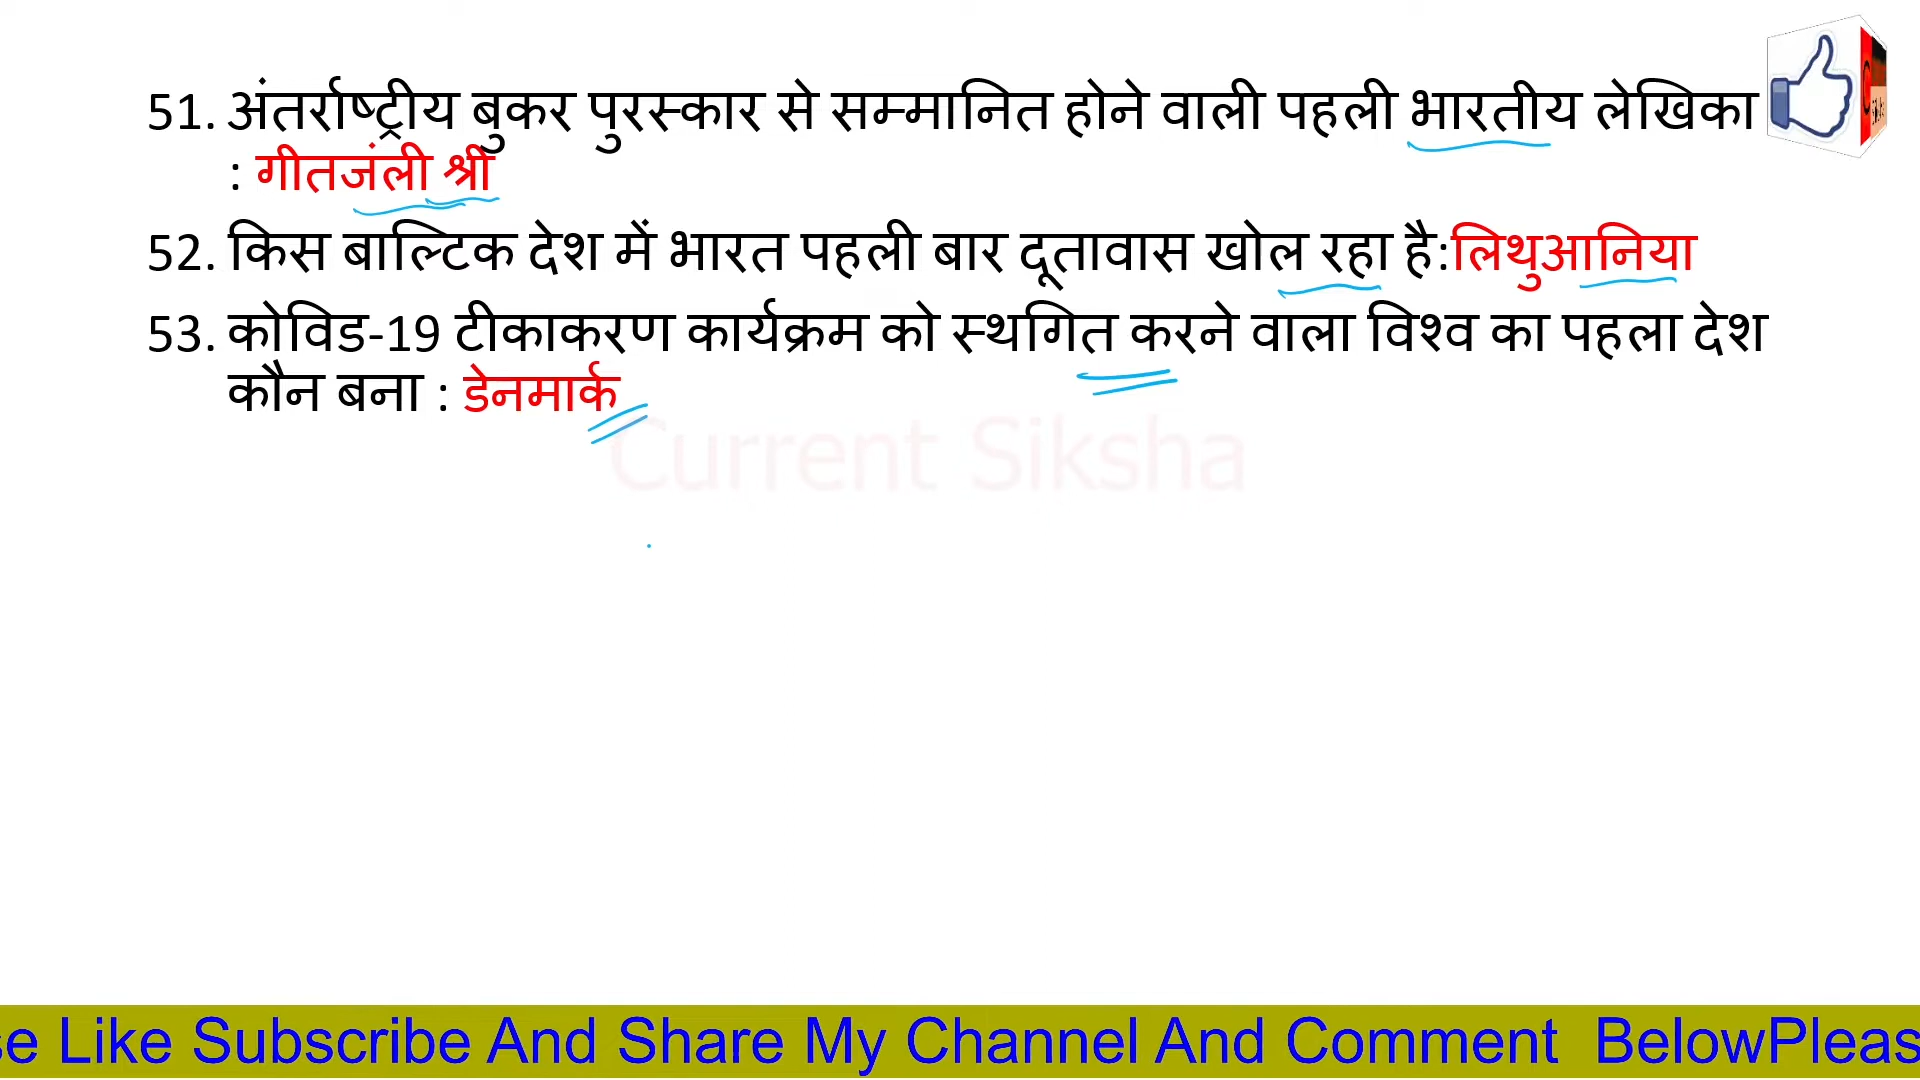 51. अंतर्राष्ट्रीय बुकर पुरस्कार से सम्मानित होने वाली पहली भारतीय लेखिका
: गीतजंली श्री
52. किस बाल्टिक देश में भारत पहली बार दूतावास खोल रहा है:लिथुआनिया
53. कोविड-19 टीकाकरण कार्यक्रम को स्थगित करने वाला विश्व का पहला देश
कौन बना : डेनमार्क
Current Siksha
se Like Subscribe And Share My Channel And Comment BelowPleas